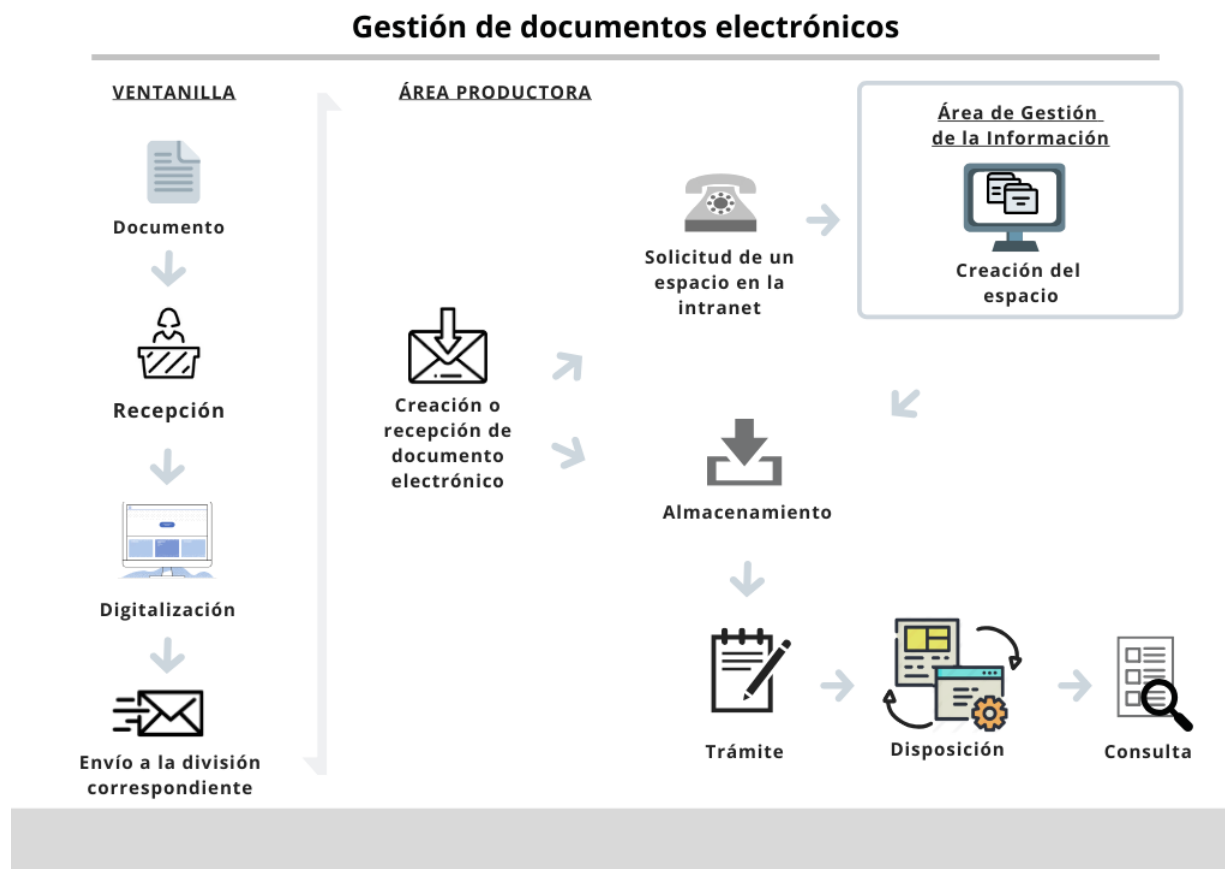 Gestión de documentos electrónicos
VENTANILLA
Documento
Recepción
Digitalización
Envío a la división
correspondiente
ÁREA PRODUCTORA
Creación o
recepción de
documento
electrónico
Solicitud de un
espacio en la
intranet
Área de Gestión
de la Información
Creación del
espacio
Almacenamiento
Trámite
Disposición
Consulta